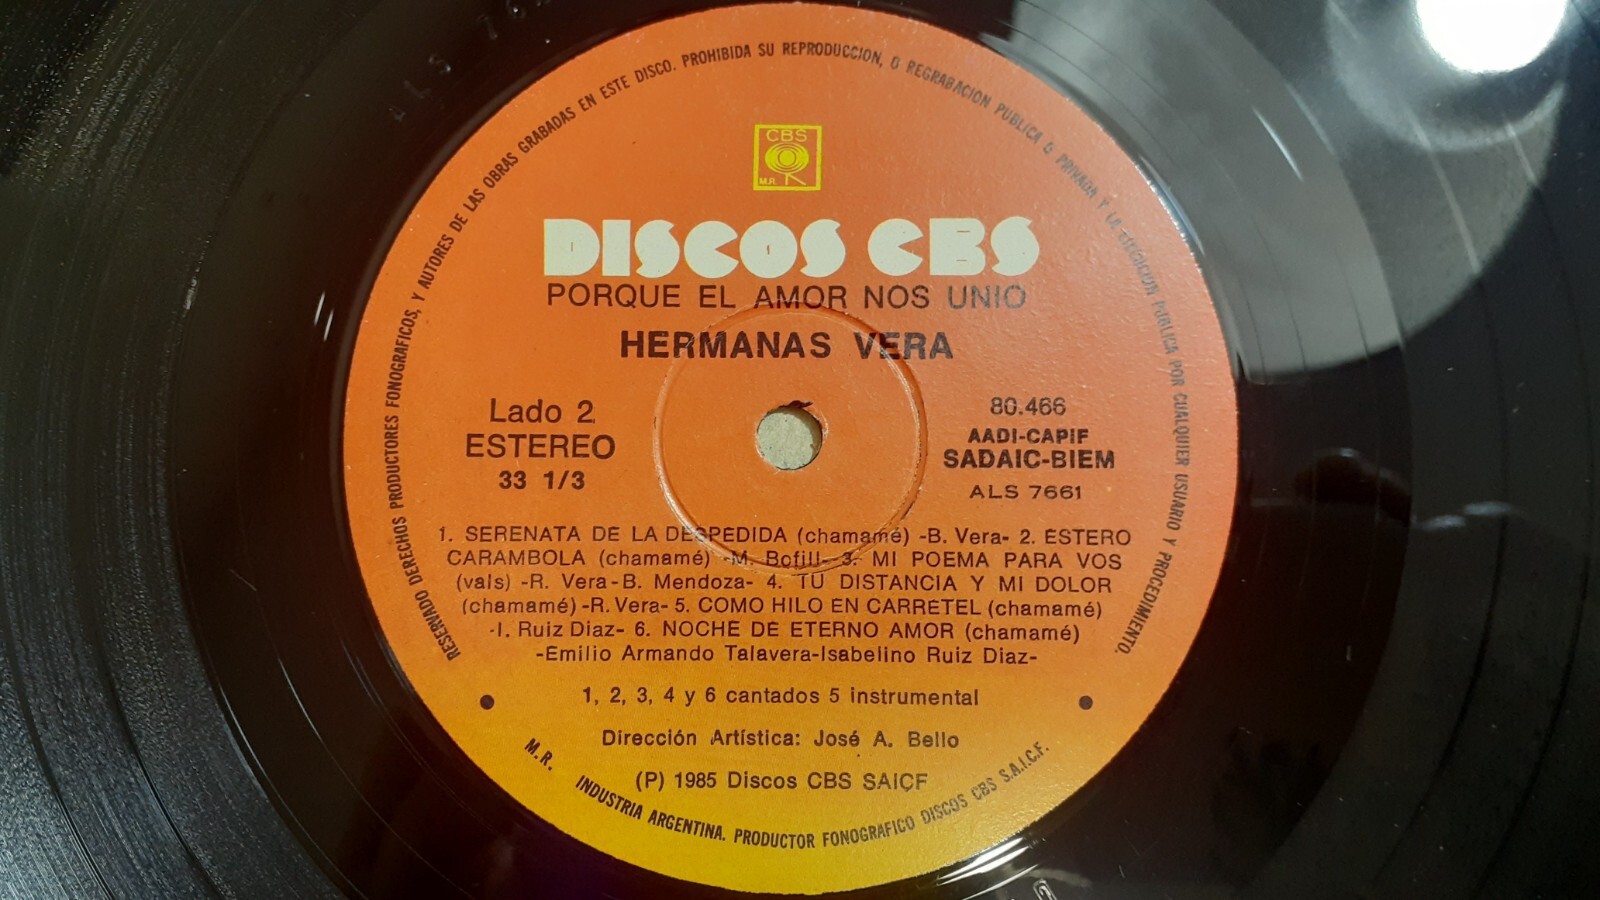 RESERVADO DERECHOS PRODUCTORES FONOGRAFICOS, Y AUTORES DE LAS OBRAS GRABADAS EN ESTE DISCO. PROHIBIDA SU REPRODUCCION, O REGRABACION PUBLICA O PRIVADA Y LA EJECUCION PUBLICA POR CUALQUIER USUARIO Y PROCEDIMIENTO.
CBS
M.R.
DISCOS CBS
PORQUE EL AMOR NOS UNIO
HERMANAS VERA
Lado 2
ESTEREO
33 1/3
80.466
AADI-CAPIF
SADAIC-BIEM
ALS 7661
1. SERENATA DE LA DESPEDIDA (chamamé) -B. Vera- 2. ESTERO
CARAMBOLA (chamamé) -M. Bofill- 3. MI POEMA PARA VOS
(vals) -R. Vera-B. Mendoza- 4. TU DISTANCIA Y MI DOLOR
(chamamé) -R. Vera- 5. COMO HILO EN CARRETEL (chamamé)
-I. Ruiz Diaz- 6. NOCHE DE ETERNO AMOR (chamamé)
-Emilio Armando Talavera-Isabelino Ruiz Diaz-
1, 2, 3, 4 y 6 cantados 5 instrumental
Dirección Artística: José A. Bello
(P) 1985 Discos CBS SAICF
M.R. INDUSTRIA ARGENTINA. PRODUCTOR FONOGRAFICO DISCOS CBS S.A.I.C.F.